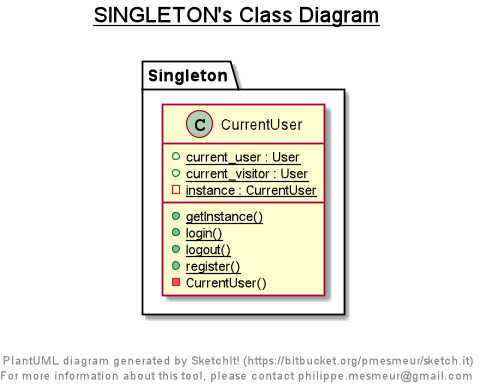 SINGLETON's Class Diagram
Singleton
C CurrentUser
current_user : User
current_visitor : User
instance : CurrentUser
getInstance()
login()
logout()
register()
CurrentUser()
PlantUML diagram generated by SketchIt! (https://bitbucket.org/pmesmeur/sketch.it)
For more information about this tool, please contact philippe.mesmeur@gmail.com